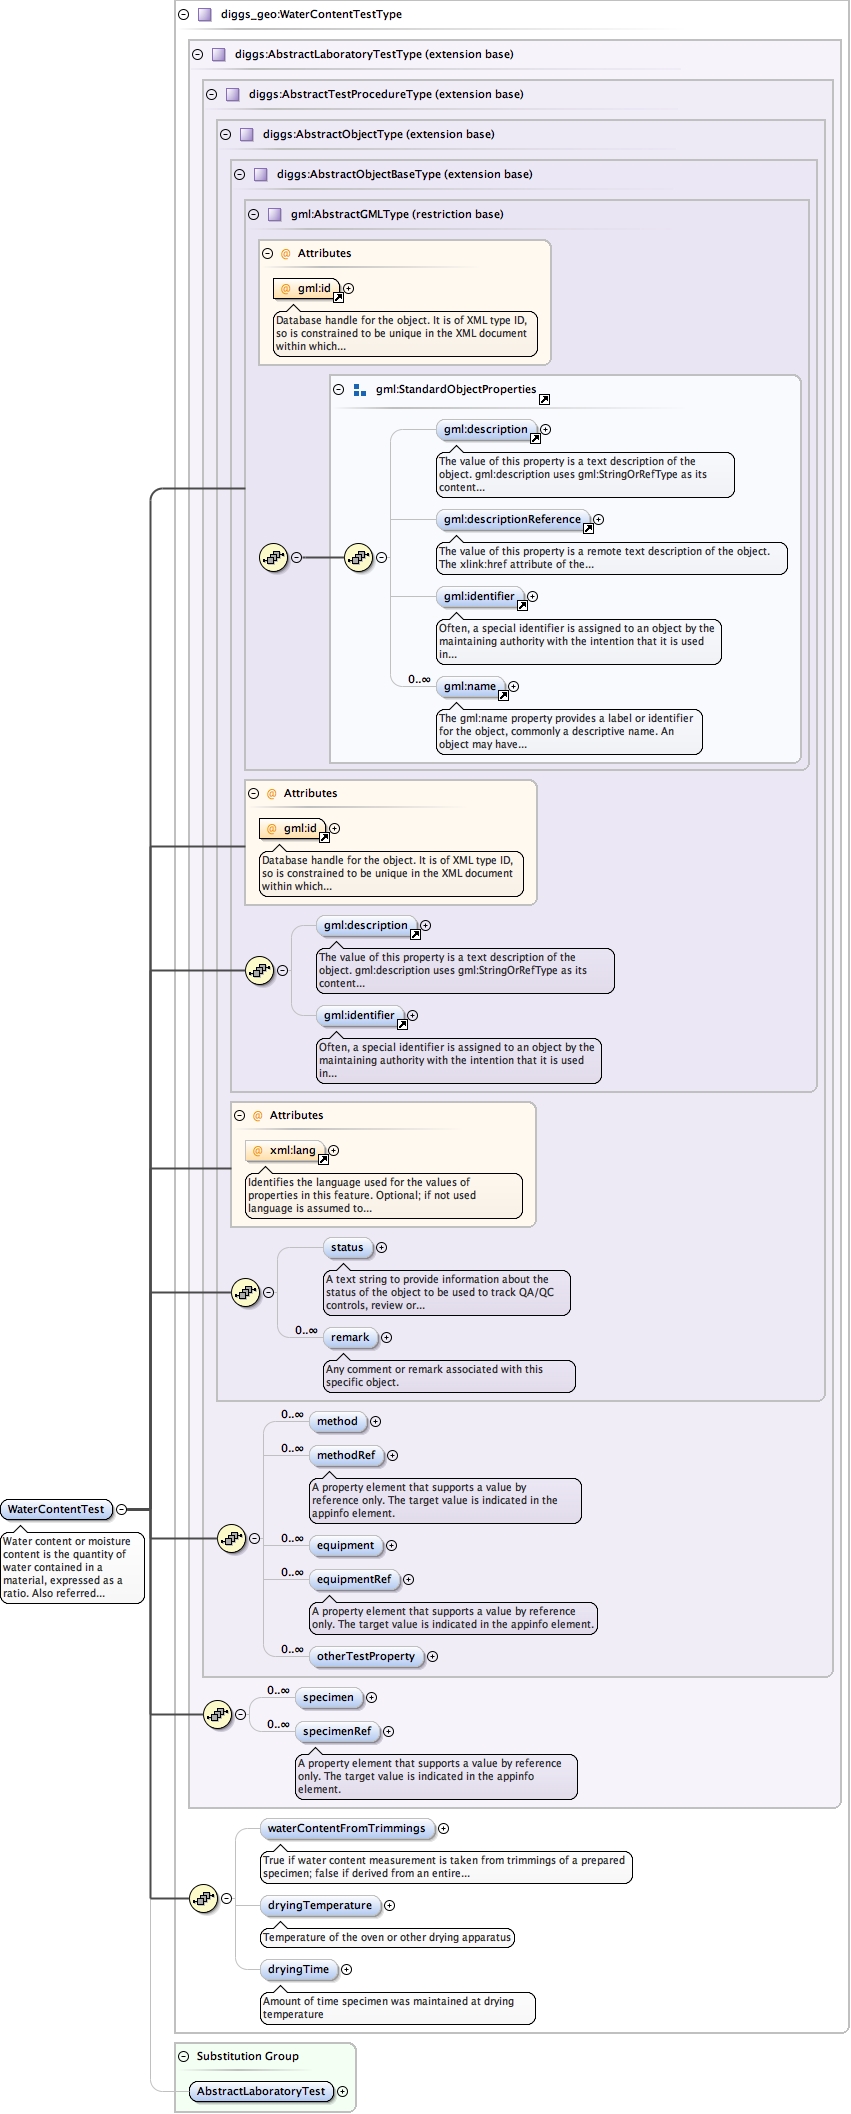 diggs_geo:WaterContentTestType
diggs:AbstractLaboratoryTestType (extension base)
diggs:AbstractTestProcedureType (extension base)
diggs:AbstractObjectType (extension base)
diggs:AbstractObjectBaseType (extension base)
gml:AbstractGMLType (restriction base)
@ Attributes
@ gml:id
Database handle for the object. It is of XML type ID,
so is constrained to be unique in the XML document
within which...
gml:StandardObjectProperties
gml:description
The value of this property is a text description of the
object. gml:description uses gml:StringOrRefType as its
content...
gml:descriptionReference
The value of this property is a remote text description of the object.
The xlink:href attribute of the...
gml:identifier
Often, a special identifier is assigned to an object by the
maintaining authority with the intention that it is used
in...
0..∞ gml:name
The gml:name property provides a label or identifier
for the object, commonly a descriptive name. An
object may have...
@ Attributes
@ gml:id
Database handle for the object. It is of XML type ID,
so is constrained to be unique in the XML document
within which...
gml:description
The value of this property is a text description of the
object. gml:description uses gml:StringOrRefType as its
content...
gml:identifier
Often, a special identifier is assigned to an object by the
maintaining authority with the intention that it is used
in...
@ Attributes
@ xml:lang
Identifies the language used for the values of
properties in this feature. Optional; if not used
language is assumed to...
status
A text string to provide information about the
status of the object to be used to track QA/QC
controls, review or...
0..∞ remark
Any comment or remark associated with this
specific object.
0..∞ method
0..∞ methodRef
A property element that supports a value by
reference only. The target value is indicated in the
appinfo element.
WaterContentTest
Water content or moisture
content is the quantity of
water contained in a
material, expressed as a
ratio. Also referred...
0..∞ equipment
0..∞ equipmentRef
A property element that supports a value by reference
only. The target value is indicated in the appinfo element.
0..∞ otherTestProperty
0..∞ specimen
0..∞ specimenRef
A property element that supports a value by reference
only. The target value is indicated in the appinfo
element.
waterContentFromTrimmings
True if water content measurement is taken from trimmings of a prepared
specimen; false if derived from an entire...
dryingTemperature
Temperature of the oven or other drying apparatus
dryingTime
Amount of time specimen was maintained at drying
temperature
Substitution Group
AbstractLaboratoryTest